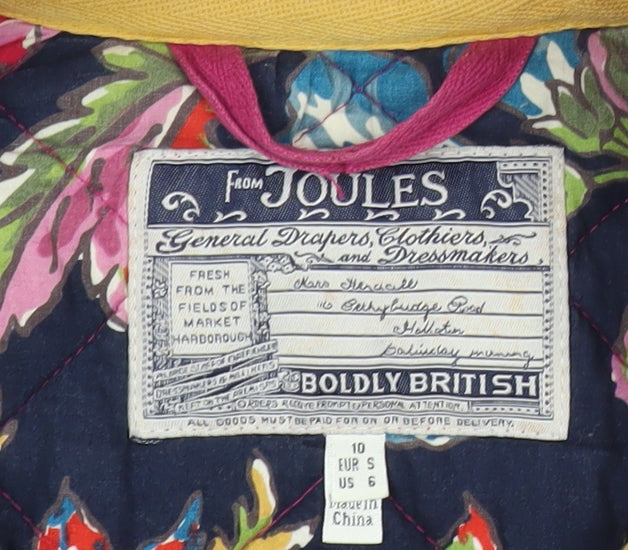 FROM JOULES
General Drapers, Clothiers,
and Dressmakers,
FRESH
FROM THE
FIELDS OF
MARKET
HARBOROUGH
Saturday morning
BOLDLY BRITISH
ORDERS RECEIVE PROMPT & PERSONAL ATTENTION
ALL GOODS MUST BE PAID FOR ON OR BEFORE DELIVERY.
10
EUR S
US 6
Made in
China